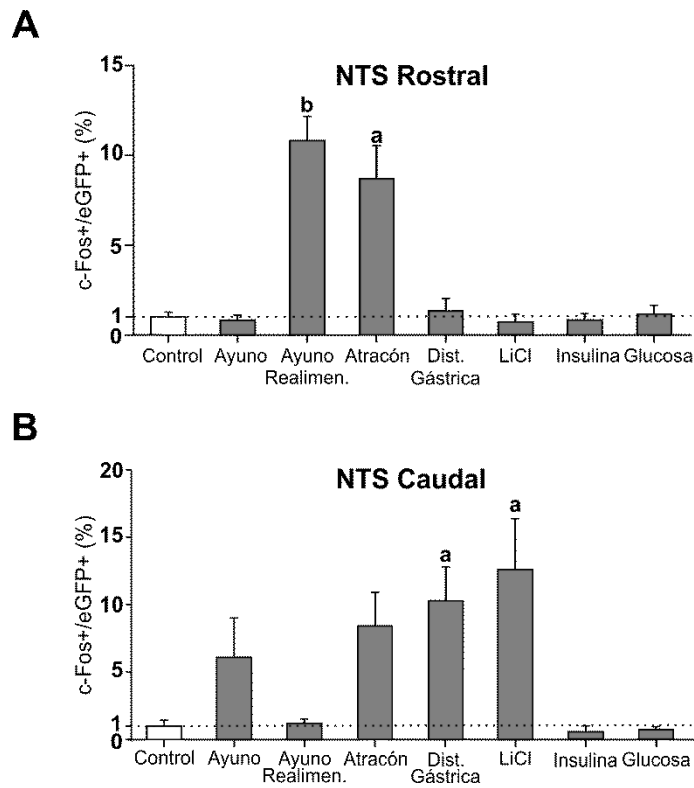 A
NTS Rostral
c-Fos+/eGFP+ (%)
15
10
5
1
0
b
a
Control
Ayuno
Ayuno
Realimen.
Atracón
Dist.
Gástrica
LiCl
Insulina
Glucosa
B
NTS Caudal
c-Fos+/eGFP+ (%)
20
15
10
5
1
0
a
a
Control
Ayuno
Ayuno
Realimen.
Atracón
Dist.
Gástrica
LiCl
Insulina
Glucosa